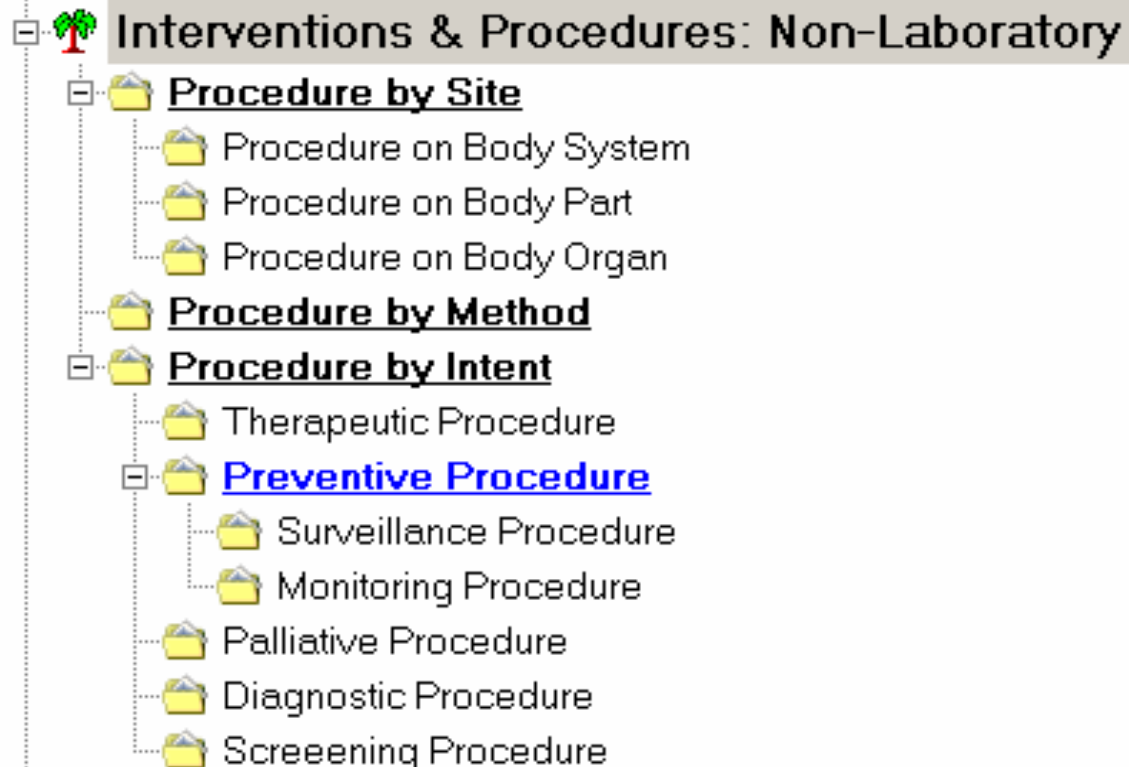 Interventions & Procedures: Non-Laboratory
Procedure by Site
Procedure on Body System
Procedure on Body Part
Procedure on Body Organ
Procedure by Method
Procedure by Intent
Therapeutic Procedure
Preventive Procedure
Surveillance Procedure
Monitoring Procedure
Palliative Procedure
Diagnostic Procedure
Screeening Procedure